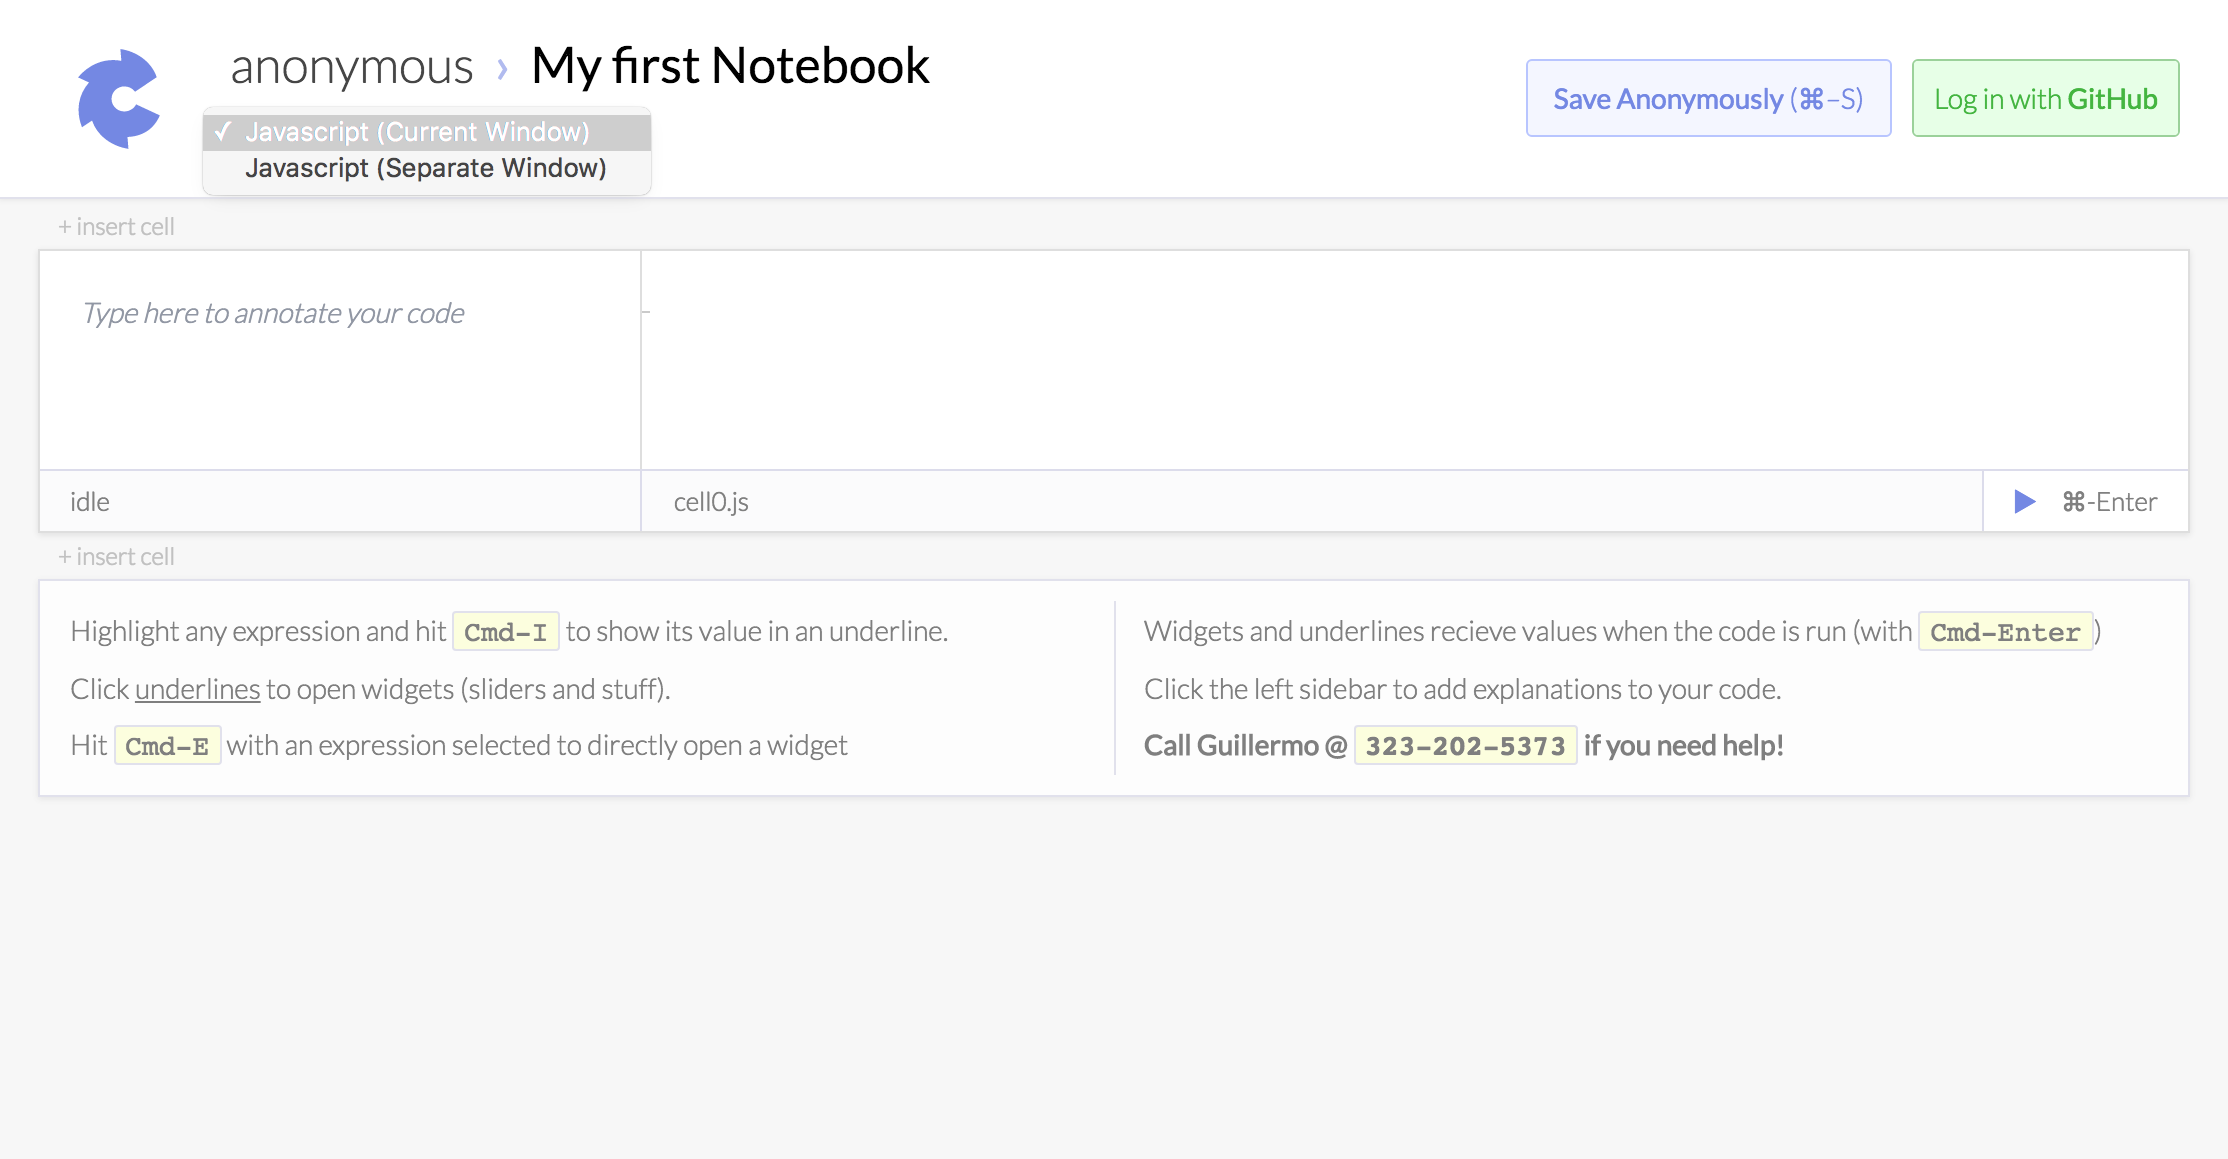 anonymous › My first Notebook
Save Anonymously (⌘–S)
Log in with GitHub
✓ Javascript (Current Window)
Javascript (Separate Window)
+ insert cell
Type here to annotate your code
idle
cell0.js
⌘-Enter
+ insert cell
Highlight any expression and hit Cmd-I to show its value in an underline.
Click underlines to open widgets (sliders and stuff).
Hit Cmd-E with an expression selected to directly open a widget
Widgets and underlines recieve values when the code is run (with Cmd-Enter)
Click the left sidebar to add explanations to your code.
Call Guillermo @ 323-202-5373 if you need help!